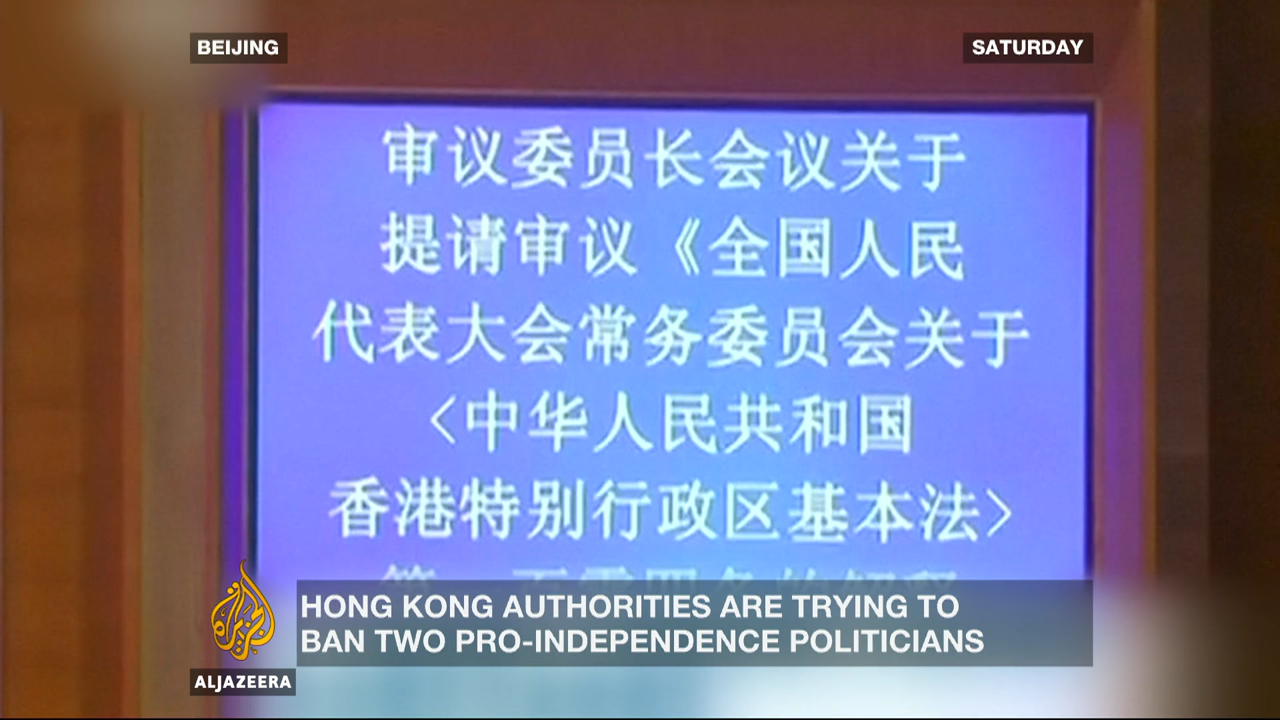 BEIJING
SATURDAY
审议委员长会议关于
提请审议《全国人民
代表大会常务委员会关于
<中华人民共和国
香港特别行政区基本法>
HONG KONG AUTHORITIES ARE TRYING TO
BAN TWO PRO-INDEPENDENCE POLITICIANS
ALJAZEERA